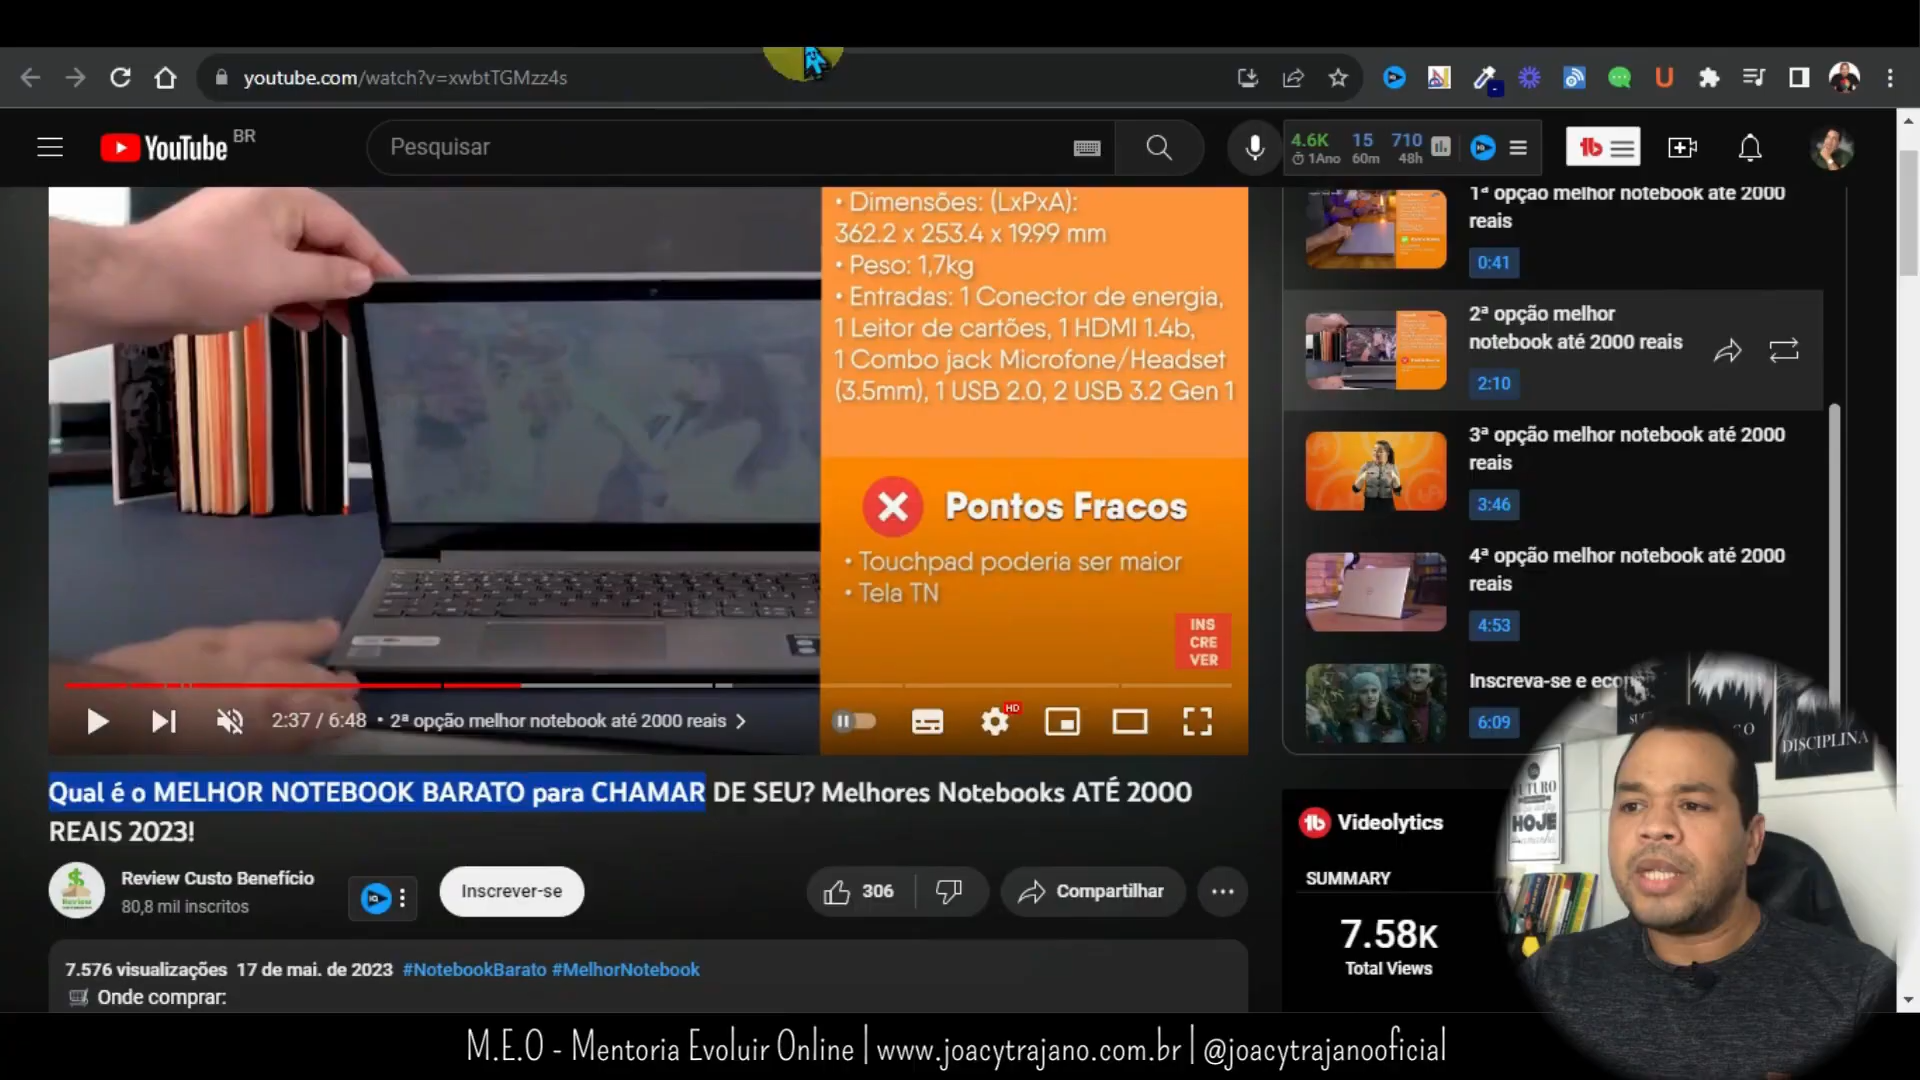 youtube.com/watch?v=xwbtTGMzz4s
YouTube BR
Pesquisar
4.6K 15 710
1Ano 60m 48h
• Dimensões: (LxPxA):
362.2 x 253.4 x 19.99 mm
• Peso: 1,7kg
• Entradas: 1 Conector de energia,
1 Leitor de cartões, 1 HDMI 1.4b,
1 Combo jack Microfone/Headset
(3.5mm), 1 USB 2.0, 2 USB 3.2 Gen 1
Pontos Fracos
• Touchpad poderia ser maior
• Tela TN
INS
CRE
VER
2:37 / 6:48 • 2ª opção melhor notebook até 2000 reais
HD
1ª opção melhor notebook até 2000
reais
0:41
2ª opção melhor
notebook até 2000 reais
2:10
3ª opção melhor notebook até 2000
reais
3:46
4ª opção melhor notebook até 2000
reais
4:53
Inscreva-se e
6:09
Qual é o MELHOR NOTEBOOK BARATO para CHAMAR DE SEU? Melhores Notebooks ATÉ 2000
REAIS 2023!
Review Custo Benefício
80,8 mil inscritos
Inscrever-se
306
Compartilhar
7.576 visualizações 17 de mai. de 2023 #NotebookBarato #MelhorNotebook
Onde comprar:
Videolytics
SUMMARY
7.58K
Total Views
DISCIPLINA
FUTURO
HOJE
M.E.O - Mentoria Evoluir Online | www.joacytrajano.com.br | @joacytrajanooficial